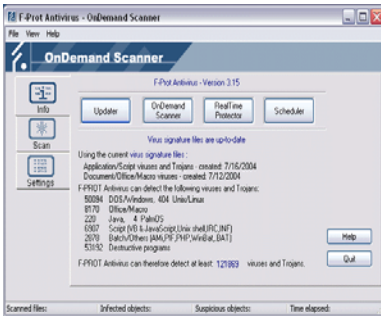 F-Prot Antivirus - OnDemand Scanner
File View Help
OnDemand Scanner
F-Prot Antivirus - Version 3.15
Info
Updater
OnDemand Scanner
RealTime Protector
Scheduler
Scan
Virus signature files are up-to-date
Using the current virus signature files :
Application/Script viruses and Trojans - created: 7/16/2004
Document/Office/Macro viruses - created: 7/12/2004
Settings
F-PROT Antivirus can detect the following viruses and Trojans:
50084 DOS/Windows, 404 Unix/Linux
8170 Office/Macro
220 Java, 4 PalmOS
6907 Script (VB & JavaScript,Unix shell,IRC,INF)
2878 Batch/Others (AMi,PIF,PHP,WinBat, BAT)
53192 Destructive programs
F-PROT Antivirus can therefore detect at least: 121869 viruses and Trojans.
Help
Quit
Scanned files: Infected objects: Suspicious objects: Time elapsed: